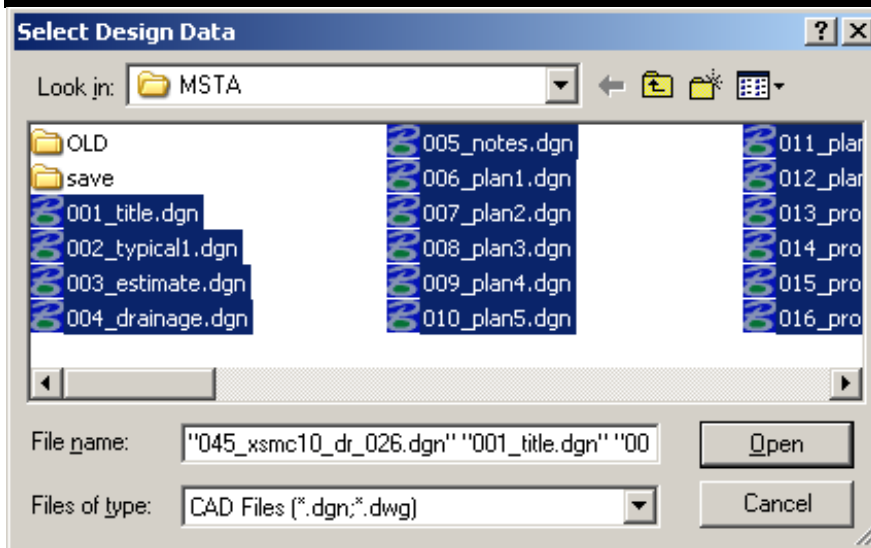 Select Design Data
Look in: MSTA
OLD
save
001_title.dgn
002_typical1.dgn
003_estimate.dgn
004_drainage.dgn
005_notes.dgn
006_plan1.dgn
007_plan2.dgn
008_plan3.dgn
009_plan4.dgn
010_plan5.dgn
011_plan
012_plan
013_pro
014_pro
015_pro
016_pro
File name: "045_xsmc10_dr_026.dgn" "001_title.dgn" "00
Open
Files of type: CAD Files (*.dgn;*.dwg)
Cancel